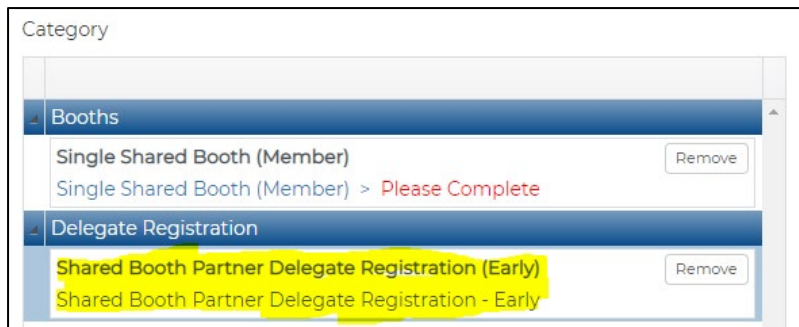 Category
Booths
Single Shared Booth (Member)
Remove
Single Shared Booth (Member) > Please Complete
Delegate Registration
Shared Booth Partner Delegate Registration (Early)
Remove
Shared Booth Partner Delegate Registration - Early